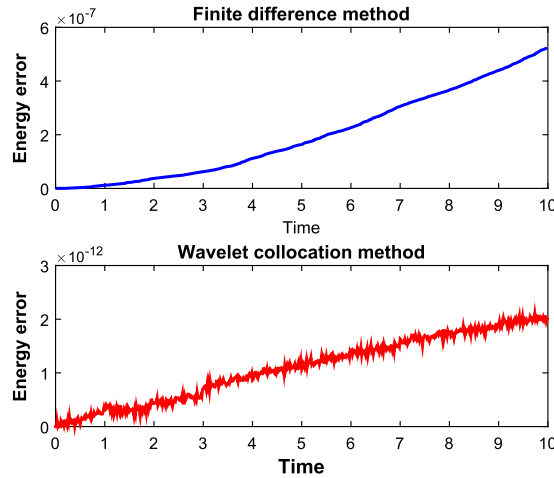 Finite difference method
×10^-7
6
4
2
0
Energy error
0 1 2 3 4 5 6 7 8 9 10
Time
Wavelet collocation method
×10^-12
3
2
1
0
Energy error
0 1 2 3 4 5 6 7 8 9 10
Time